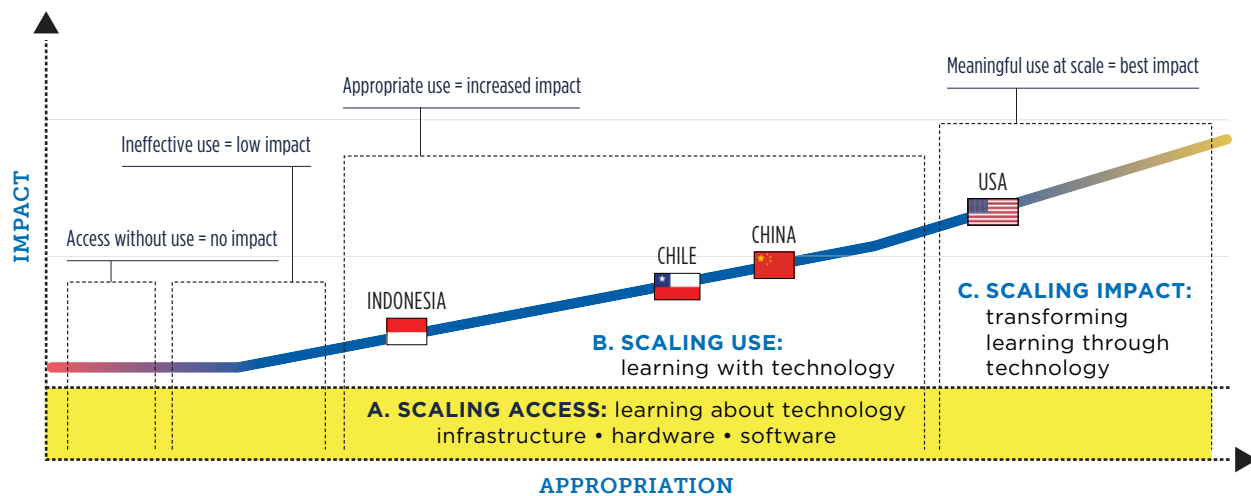 Meaningful use at scale = best impact
Appropriate use = increased impact
Ineffective use = low impact
Access without use = no impact
IMPACT
USA
CHINA
CHILE
INDONESIA
C. SCALING IMPACT:
transforming
learning through
technology
B. SCALING USE:
learning with technology
A. SCALING ACCESS: learning about technology
infrastructure • hardware • software
APPROPRIATION